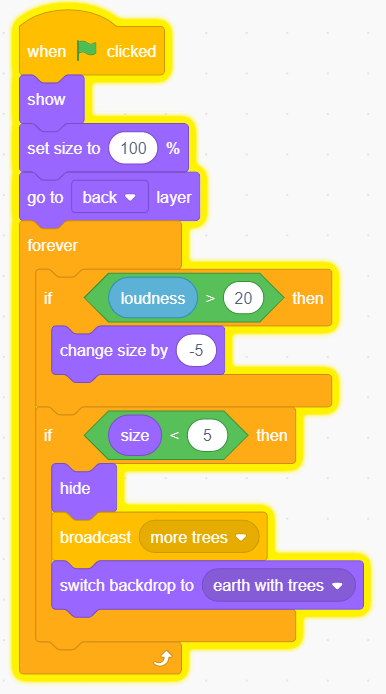 when clicked
show
set size to 100 %
go to back layer
forever
if loudness > 20 then
change size by -5
if size < 5 then
hide
broadcast more trees
switch backdrop to earth with trees